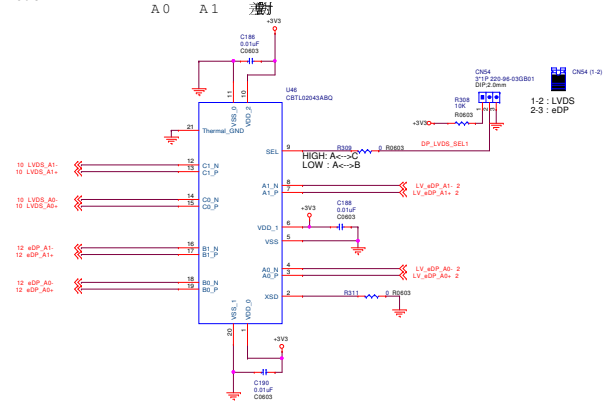 A0 A1
+3V3
C186
0.01uF
C0603
U46
CBTL02043ABQ
CN54
3*1P 220-96-03GB01
DIP:2.0mm
CN54 (1-2)
1-2 : LVDS
2-3 : eDP
1
2
3
R308
10K
R0603
+3V3
DP_LVDS_SEL1
11
10
VSS_0
VDD_2
21
Thermal_GND
SEL
9
R309
0 R0603
HIGH: A<-->C
LOW : A<-->B
10 LVDS_A1-
12
C1_N
10 LVDS_A1+
13
C1_P
A1_N
8
LV_eDP_A1- 2
A1_P
7
LV_eDP_A1+ 2
10 LVDS_A0-
14
C0_N
10 LVDS_A0+
15
C0_P
+3V3
C188
0.01uF
C0603
VDD_1
6
VSS
5
12 eDP_A1-
16
B1_N
12 eDP_A1+
17
B1_P
A0_N
4
LV_eDP_A0- 2
A0_P
3
LV_eDP_A0+ 2
12 eDP_A0-
18
B0_N
12 eDP_A0+
19
B0_P
XSD
2
R311
0 R0603
VSS_1
VDD_0
20
1
+3V3
C190
0.01uF
C0603